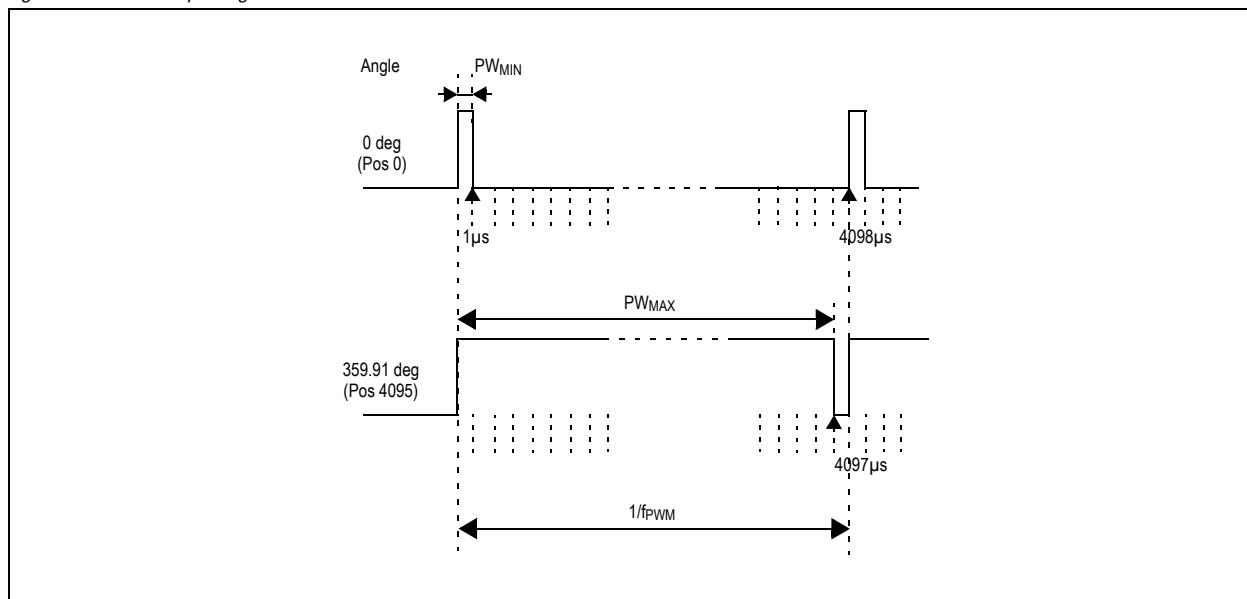 Angle
PWMIN
0 deg
(Pos 0)
1μs
4098μs
PWMAX
359.91 deg
(Pos 4095)
4097μs
1/fPWM